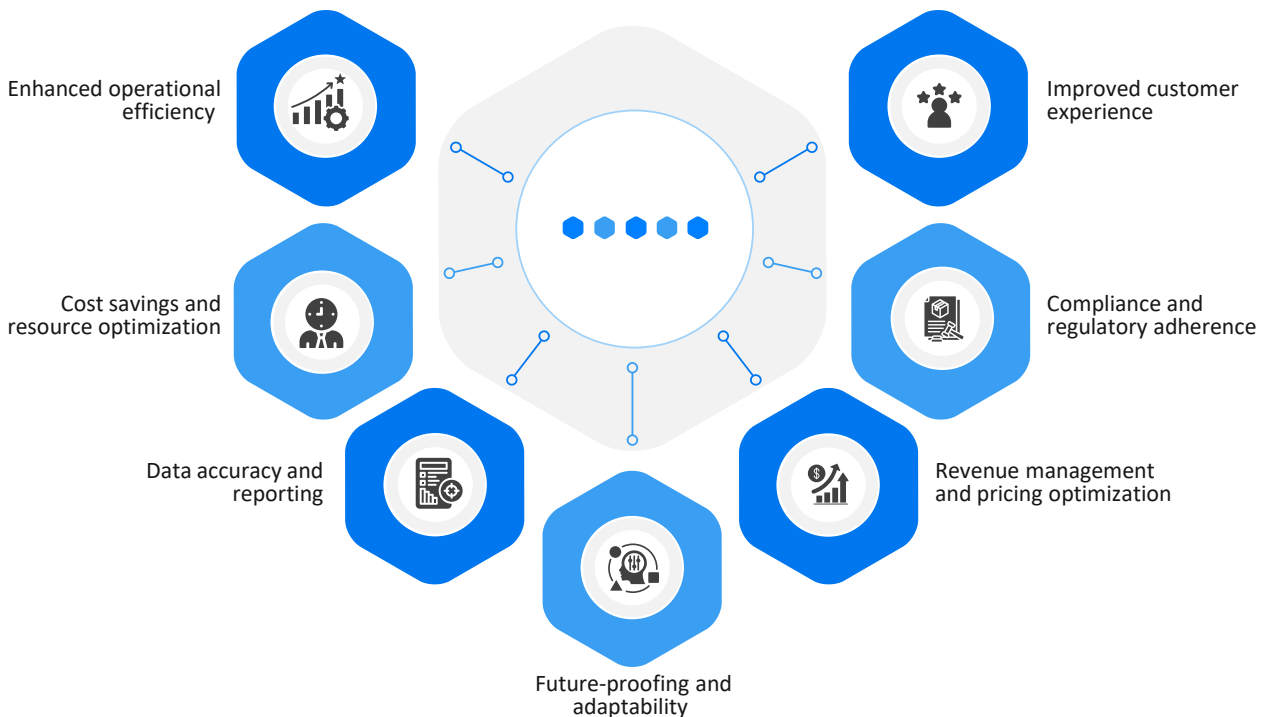 Enhanced operational
efficiency
Improved customer
experience
Cost savings and
resource optimization
Compliance and
regulatory adherence
Data accuracy and
reporting
Revenue management
and pricing optimization
Future-proofing and
adaptability
$